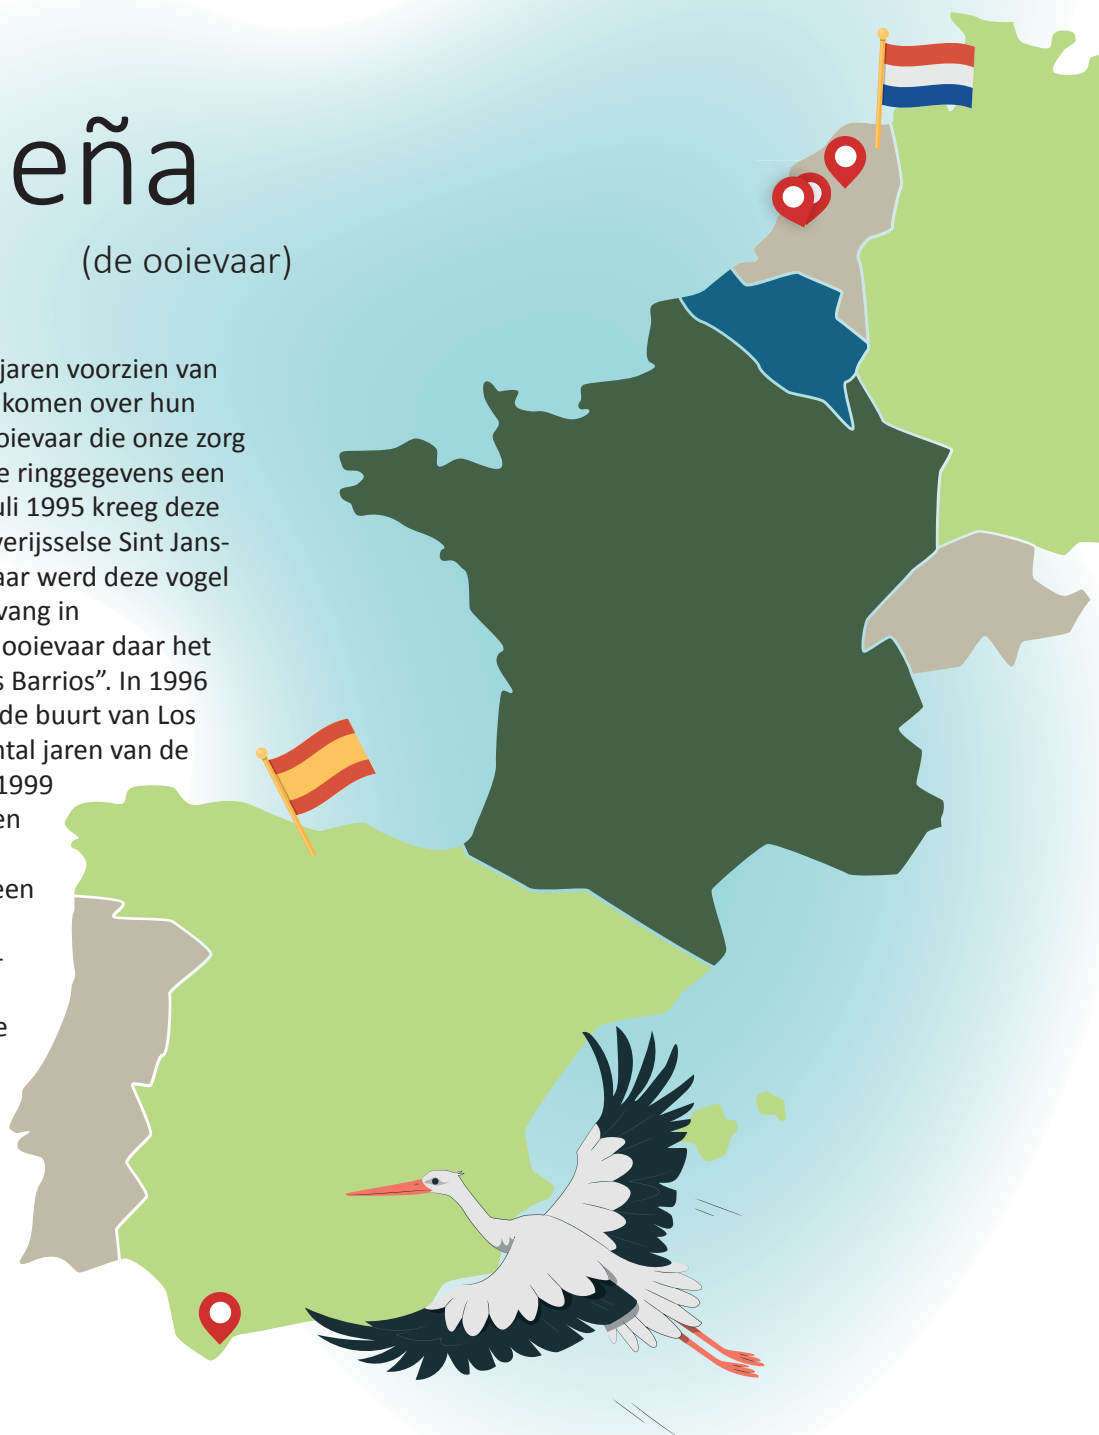 eña
(de ooievaar)
jaren voorzien van
komen over hun
oievaar die onze zorg
e ringgegevens een
uli 1995 kreeg deze
verijsselse Sint Jans-
aar werd deze vogel
vang in
ooievaar daar het
s Barrios”. In 1996
de buurt van Los
ntal jaren van de
1999
en
een
-
e